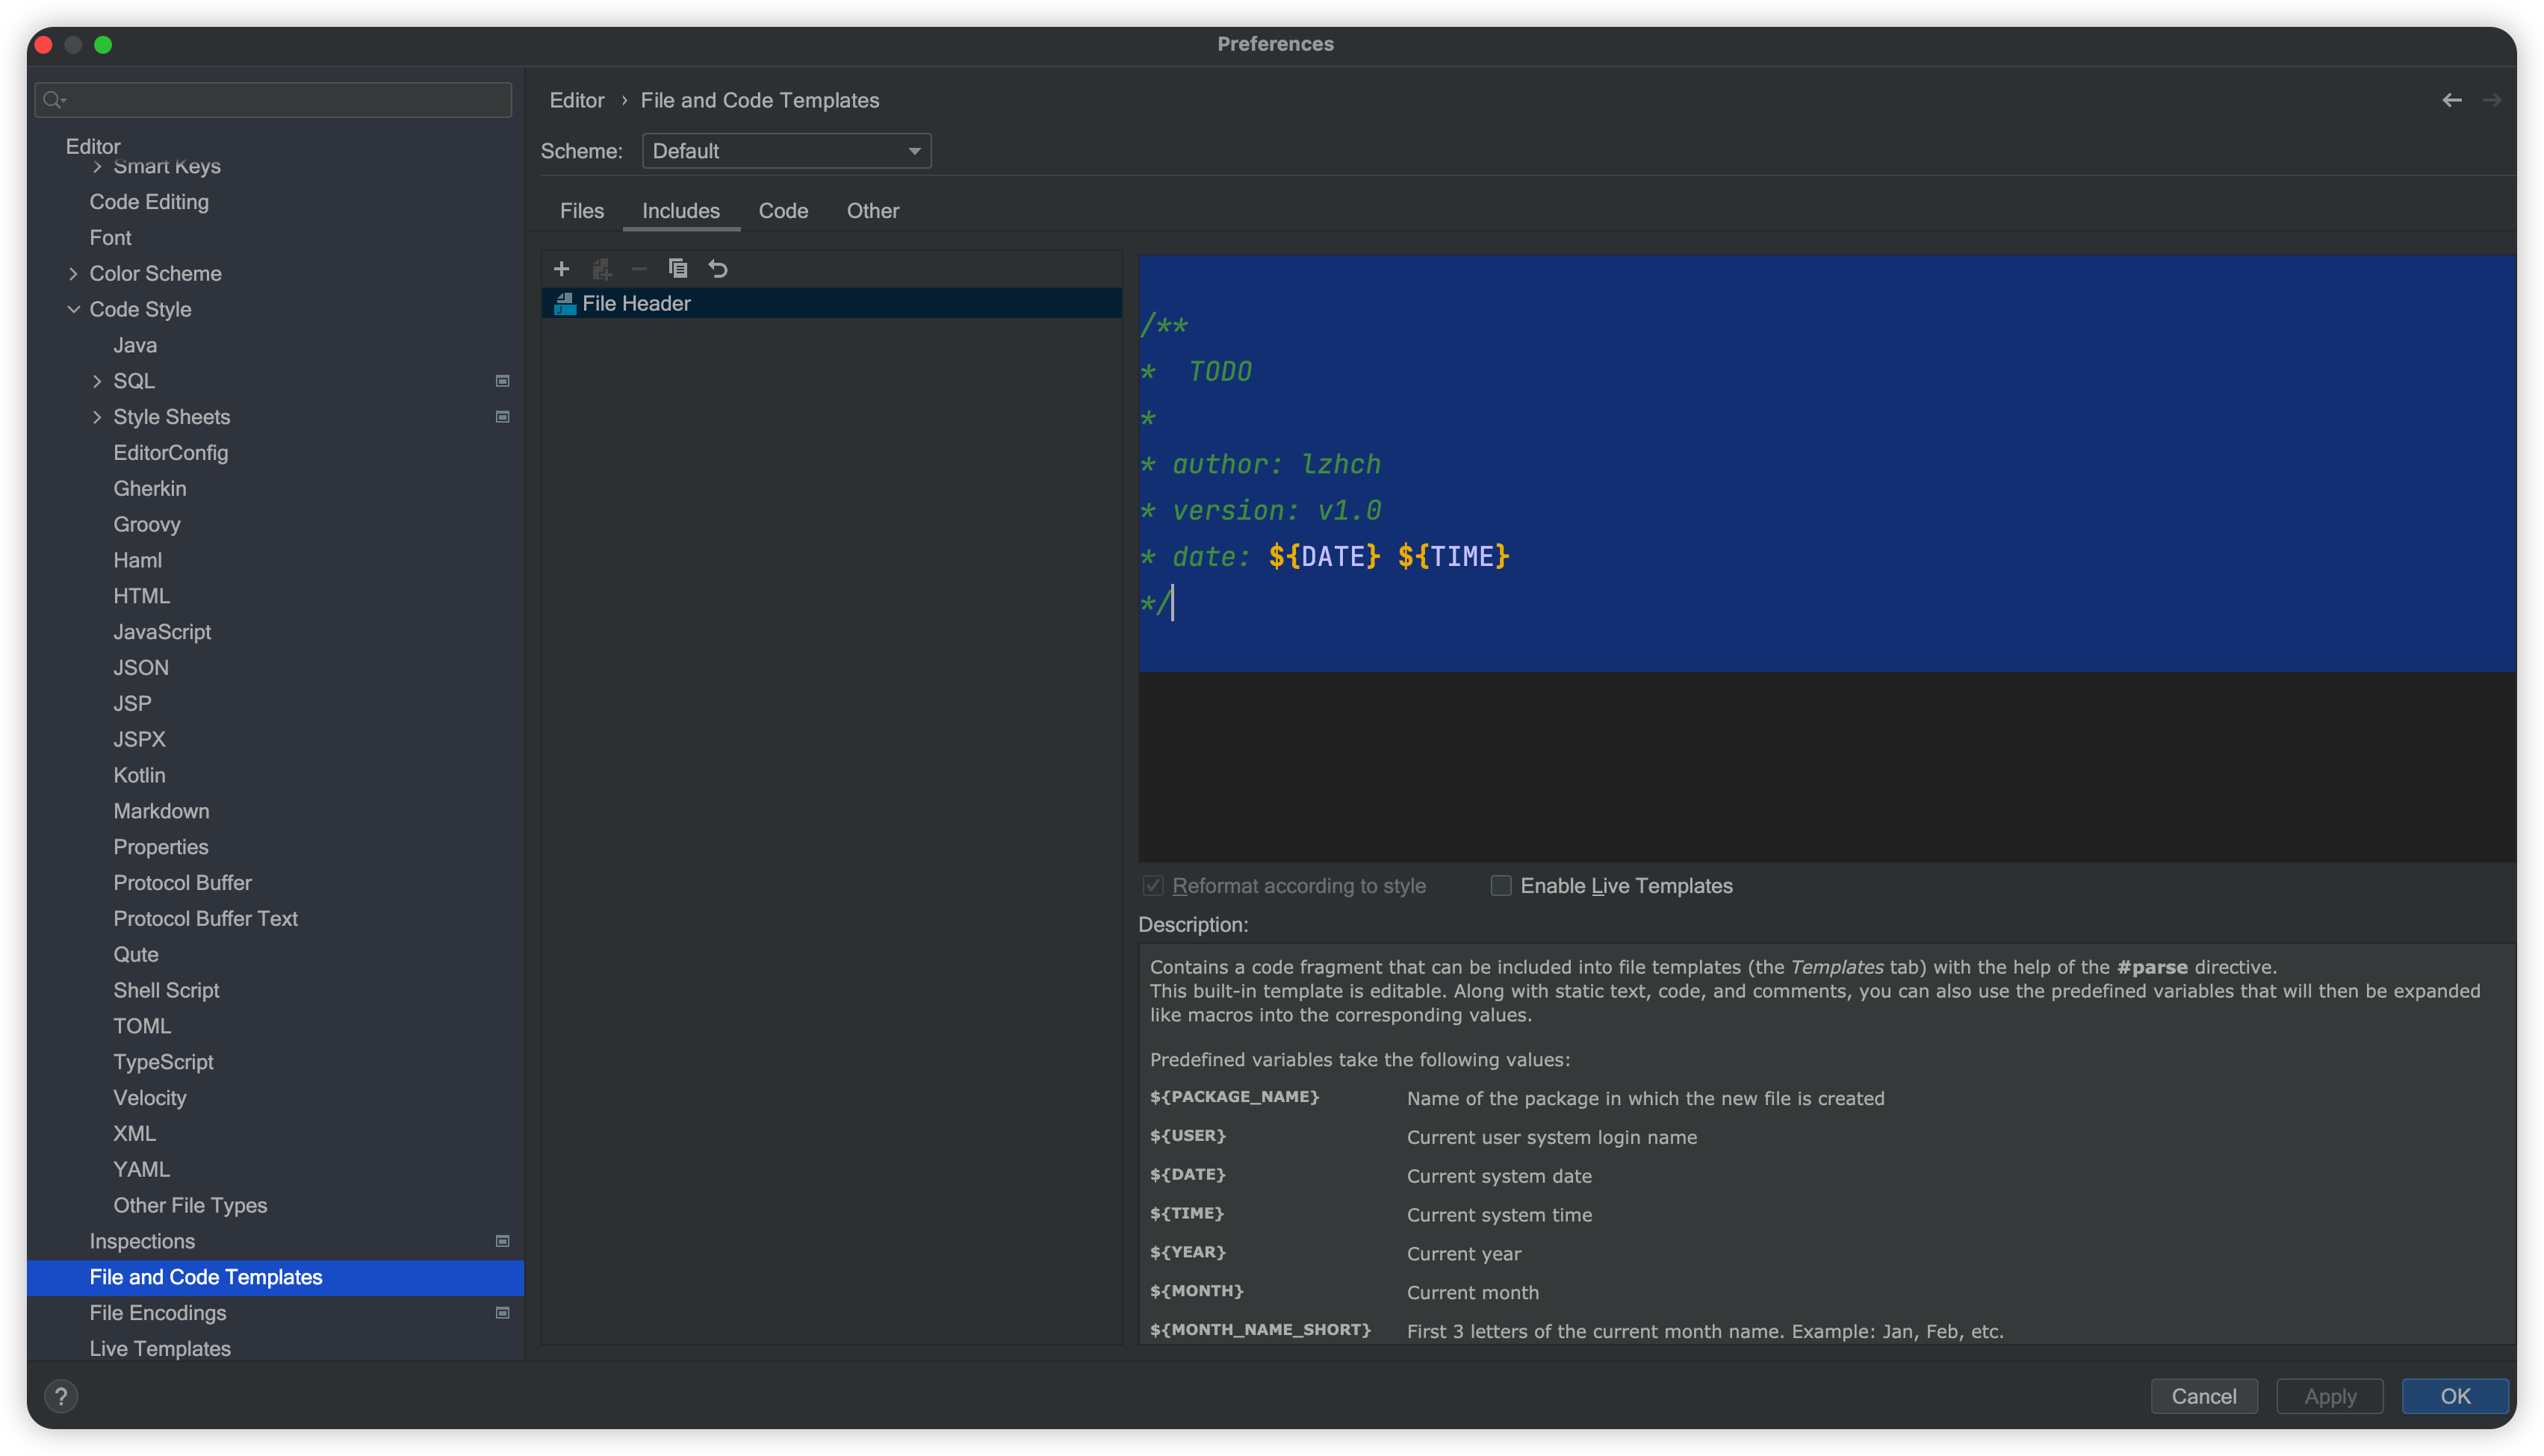 Preferences
Editor
Smart Keys
Code Editing
Font
Color Scheme
Code Style
Java
SQL
Style Sheets
EditorConfig
Gherkin
Groovy
Haml
HTML
JavaScript
JSON
JSP
JSPX
Kotlin
Markdown
Properties
Protocol Buffer
Protocol Buffer Text
Qute
Shell Script
TOML
TypeScript
Velocity
XML
YAML
Other File Types
Inspections
File and Code Templates
File Encodings
Live Templates
Editor › File and Code Templates
Scheme: Default
Files Includes Code Other
File Header
/**
*  TODO
*
* author: lzhch
* version: v1.0
* date: ${DATE} ${TIME}
*/
Reformat according to style Enable Live Templates
Description:
Contains a code fragment that can be included into file templates (the Templates tab) with the help of the #parse directive.
This built-in template is editable. Along with static text, code, and comments, you can also use the predefined variables that will then be expanded
like macros into the corresponding values.
Predefined variables take the following values:
${PACKAGE_NAME} Name of the package in which the new file is created
${USER} Current user system login name
${DATE} Current system date
${TIME} Current system time
${YEAR} Current year
${MONTH} Current month
${MONTH_NAME_SHORT} First 3 letters of the current month name. Example: Jan, Feb, etc.
? Cancel Apply OK